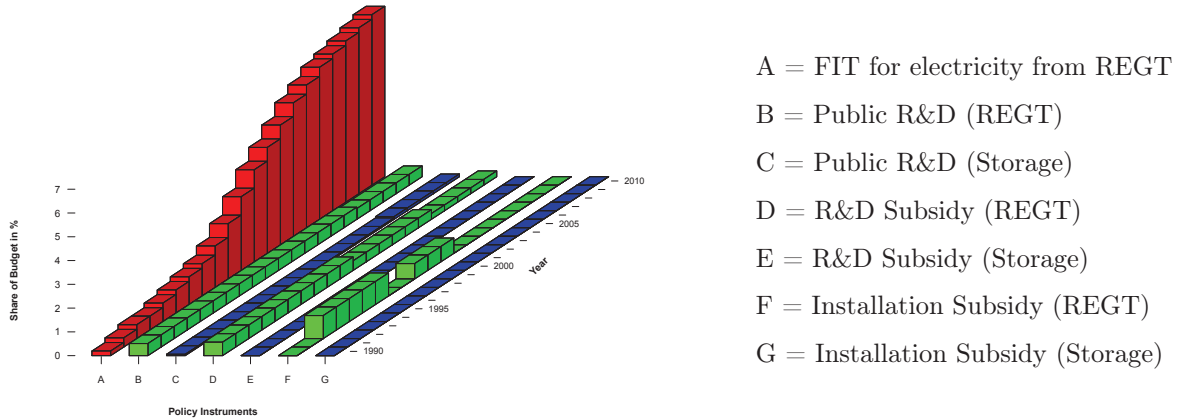 7
6
5
4
3
2
1
0
Share of Budget in %
A B C D E F G
Policy Instruments
1990
1995
2000
2005
2010
Year
A = FIT for electricity from REGT
B = Public R&D (REGT)
C = Public R&D (Storage)
D = R&D Subsidy (REGT)
E = R&D Subsidy (Storage)
F = Installation Subsidy (REGT)
G = Installation Subsidy (Storage)